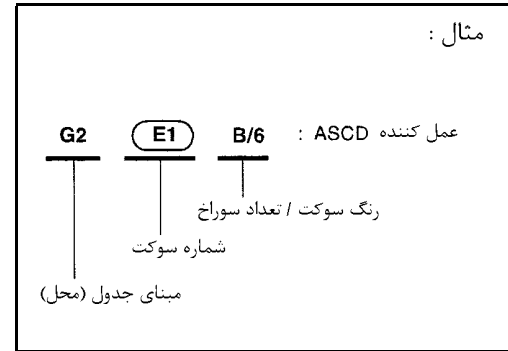 مثال :
G2 E1 B/6 : ASCD عمل کننده
رنگ سوکت / تعداد سوراخ
شماره سوکت
مبنای جدول (محل)